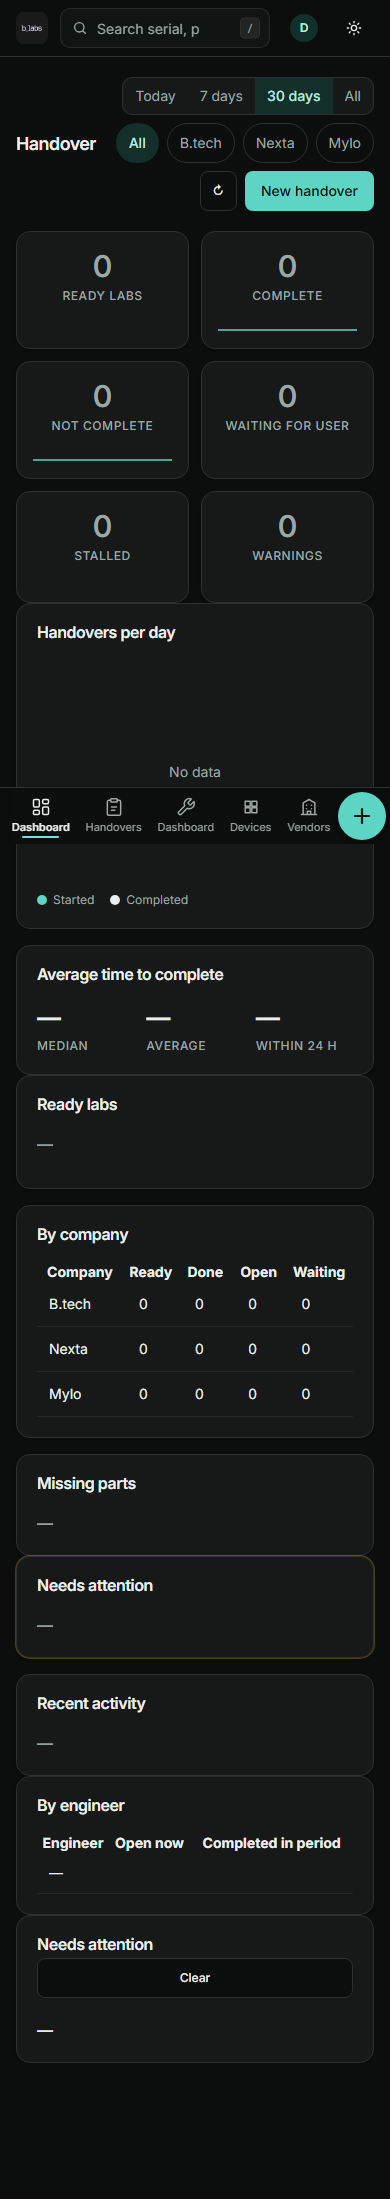 b_labs Search serial, p / D
Today 7 days 30 days All
Handover All B.tech Nexta Mylo
↻ New handover
0 0
READY LABS COMPLETE
0 0
NOT COMPLETE WAITING FOR USER
0 0
STALLED WARNINGS
Handovers per day
No data
Dashboard Handovers Dashboard Devices Vendors +
Started Completed
Average time to complete
— — —
MEDIAN AVERAGE WITHIN 24 H
Ready labs
—
By company
Company Ready Done Open Waiting
B.tech 0 0 0 0
Nexta 0 0 0 0
Mylo 0 0 0 0
Missing parts
—
Needs attention
—
Recent activity
—
By engineer
Engineer Open now Completed in period
—
Needs attention
Clear
—